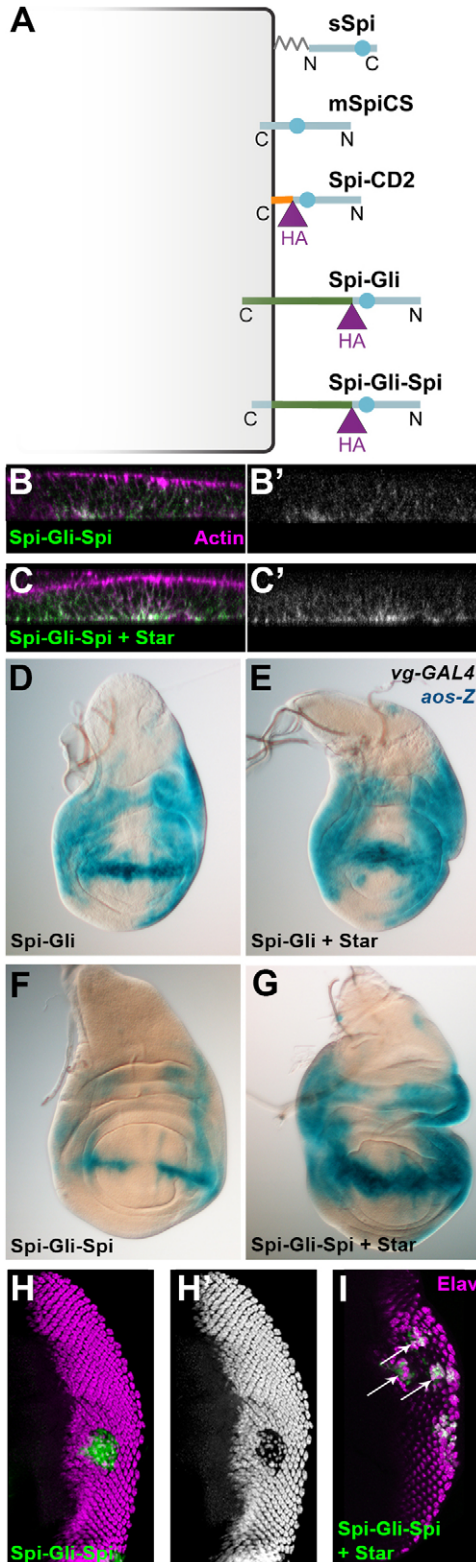 A
sSpi
N C
mSpiCS
C N
Spi-CD2
C N
HA
Spi-Gli
C N
HA
Spi-Gli-Spi
C N
HA
B B'
Spi-Gli-Spi Actin
C C'
Spi-Gli-Spi + Star
D E vg-GAL4
aos-Z
Spi-Gli Spi-Gli + Star
F G
Spi-Gli-Spi Spi-Gli-Spi + Star
H H' I Elav
Spi-Gli-Spi Spi-Gli-Spi
+ Star